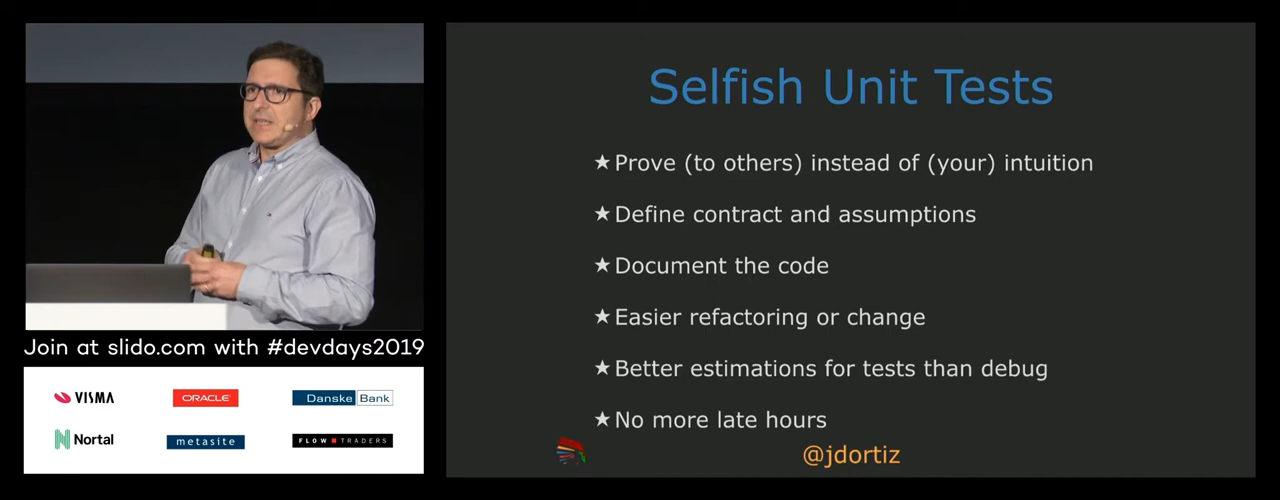 Selfish Unit Tests
★Prove (to others) instead of (your) intuition
★Define contract and assumptions
★Document the code
★Easier refactoring or change
★Better estimations for tests than debug
★No more late hours
@jdortiz
Join at slido.com with #devdays2019
VISMA
ORACLE
Danske Bank
Nortal
metasite
FLOW TRADERS